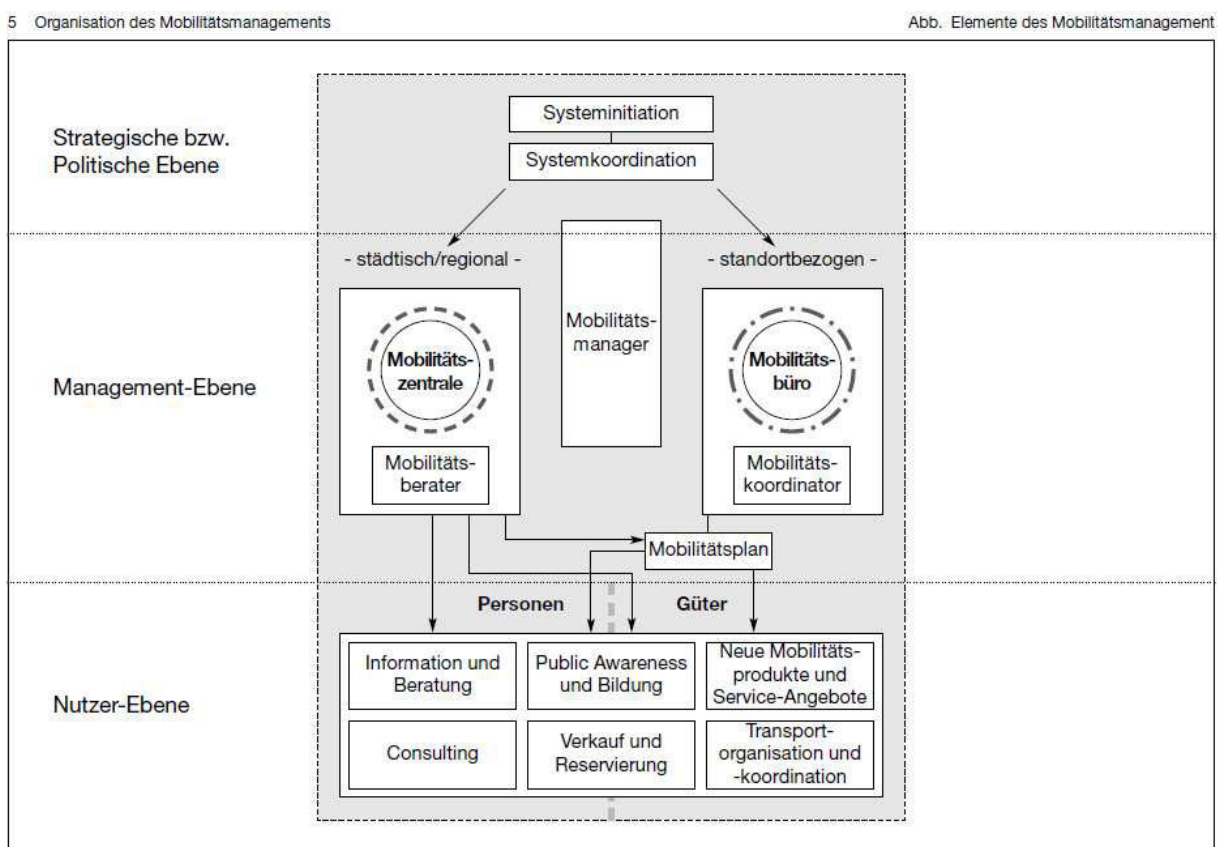 5 Organisation des Mobilitätsmanagements
Abb. Elemente des Mobilitätsmanagement
Strategische bzw.
Politische Ebene
Systeminitiation
Systemkoordination
- städtisch/regional -
- standortbezogen -
Management-Ebene
Mobilitäts-
zentrale
Mobilitäts-
berater
Mobilitäts-
manager
Mobilitäts-
büro
Mobilitäts-
koordinator
Mobilitätsplan
Personen
Güter
Nutzer-Ebene
Information und
Beratung
Public Awareness
und Bildung
Neue Mobilitäts-
produkte und
Service-Angebote
Consulting
Verkauf und
Reservierung
Transport-
organisation und
-koordination